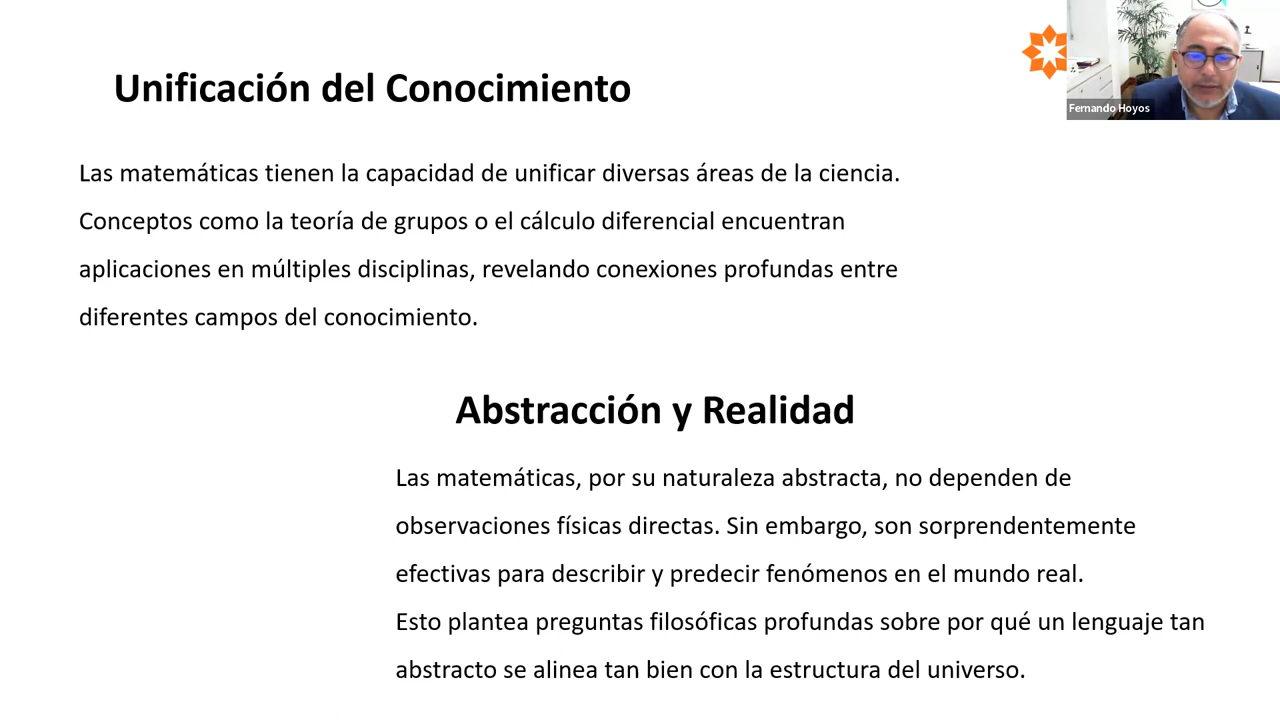 Unificación del Conocimiento
Fernando Hoyos
Las matemáticas tienen la capacidad de unificar diversas áreas de la ciencia.
Conceptos como la teoría de grupos o el cálculo diferencial encuentran
aplicaciones en múltiples disciplinas, revelando conexiones profundas entre
diferentes campos del conocimiento.
Abstracción y Realidad
Las matemáticas, por su naturaleza abstracta, no dependen de
observaciones físicas directas. Sin embargo, son sorprendentemente
efectivas para describir y predecir fenómenos en el mundo real.
Esto plantea preguntas filosóficas profundas sobre por qué un lenguaje tan
abstracto se alinea tan bien con la estructura del universo.